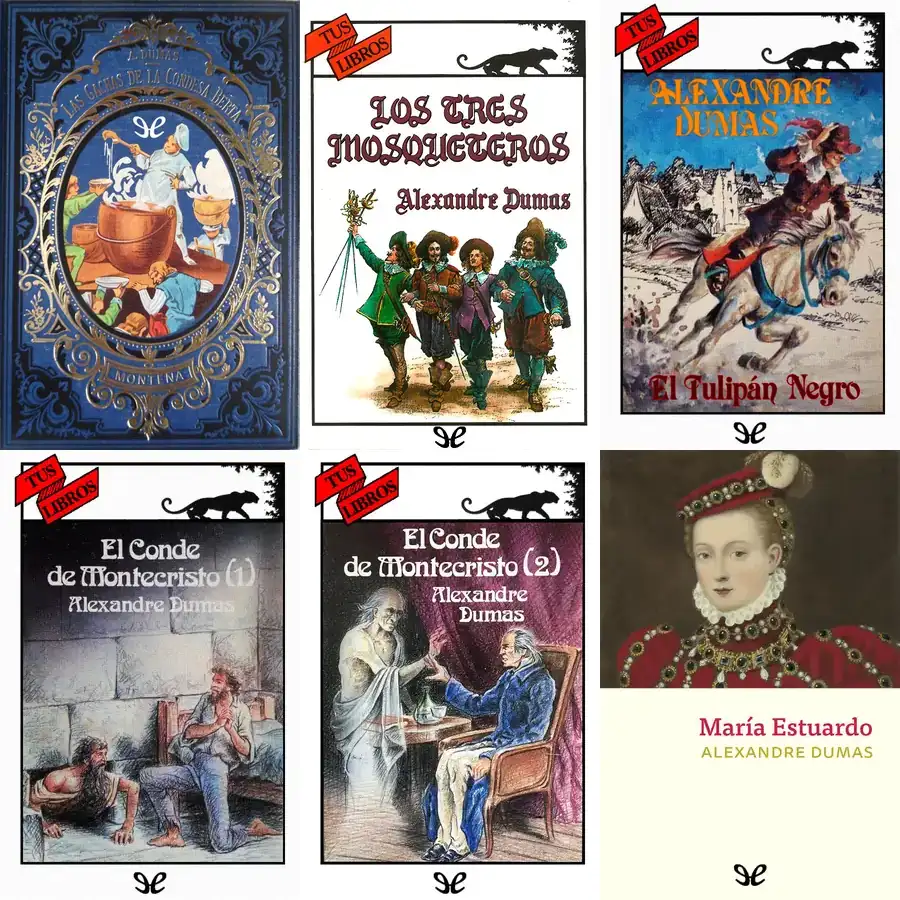 A. DUMAS
LAS GACHAS DE LA CONDESA BERTA
MONTENA
TUS
LIBROS
LOS TRES
MOSQUETEROS
Alexandre Dumas
TUS
LIBROS
ALEXANDRE
DUMAS
El Tulipán Negro
TUS
LIBROS
El Conde
de Montecristo (1)
Alexandre Dumas
TUS
LIBROS
El Conde
de Montecristo (2)
Alexandre
Dumas
María Estuardo
ALEXANDRE DUMAS